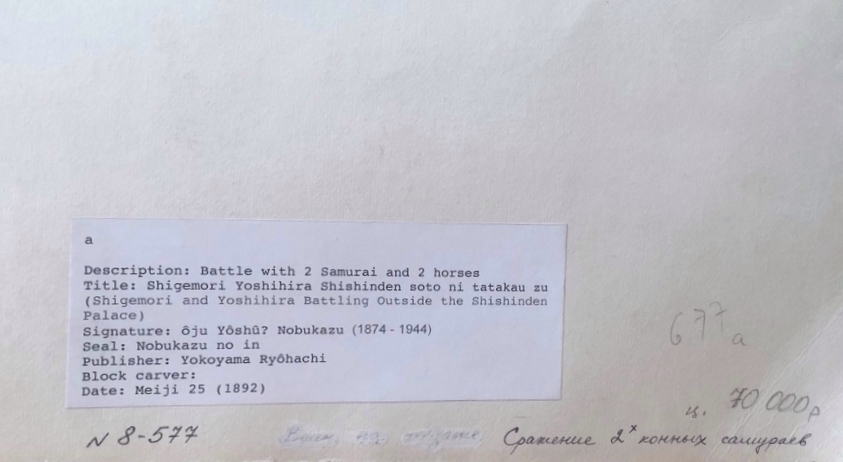 a
Description: Battle with 2 Samurai and 2 horses
Title: Shigemori Yoshihira Shishinden soto ni tatakau zu
(Shigemori and Yoshihira Battling Outside the Shishinden
Palace)
Signature: ôju Yôshû? Nobukazu (1874 - 1944)
Seal: Nobukazu no in
Publisher: Yokoyama Ryôhachi
Block carver:
Date: Meiji 25 (1892)
677a
ц. 70 000р
N 8-577
Сражение 2х конных самураев